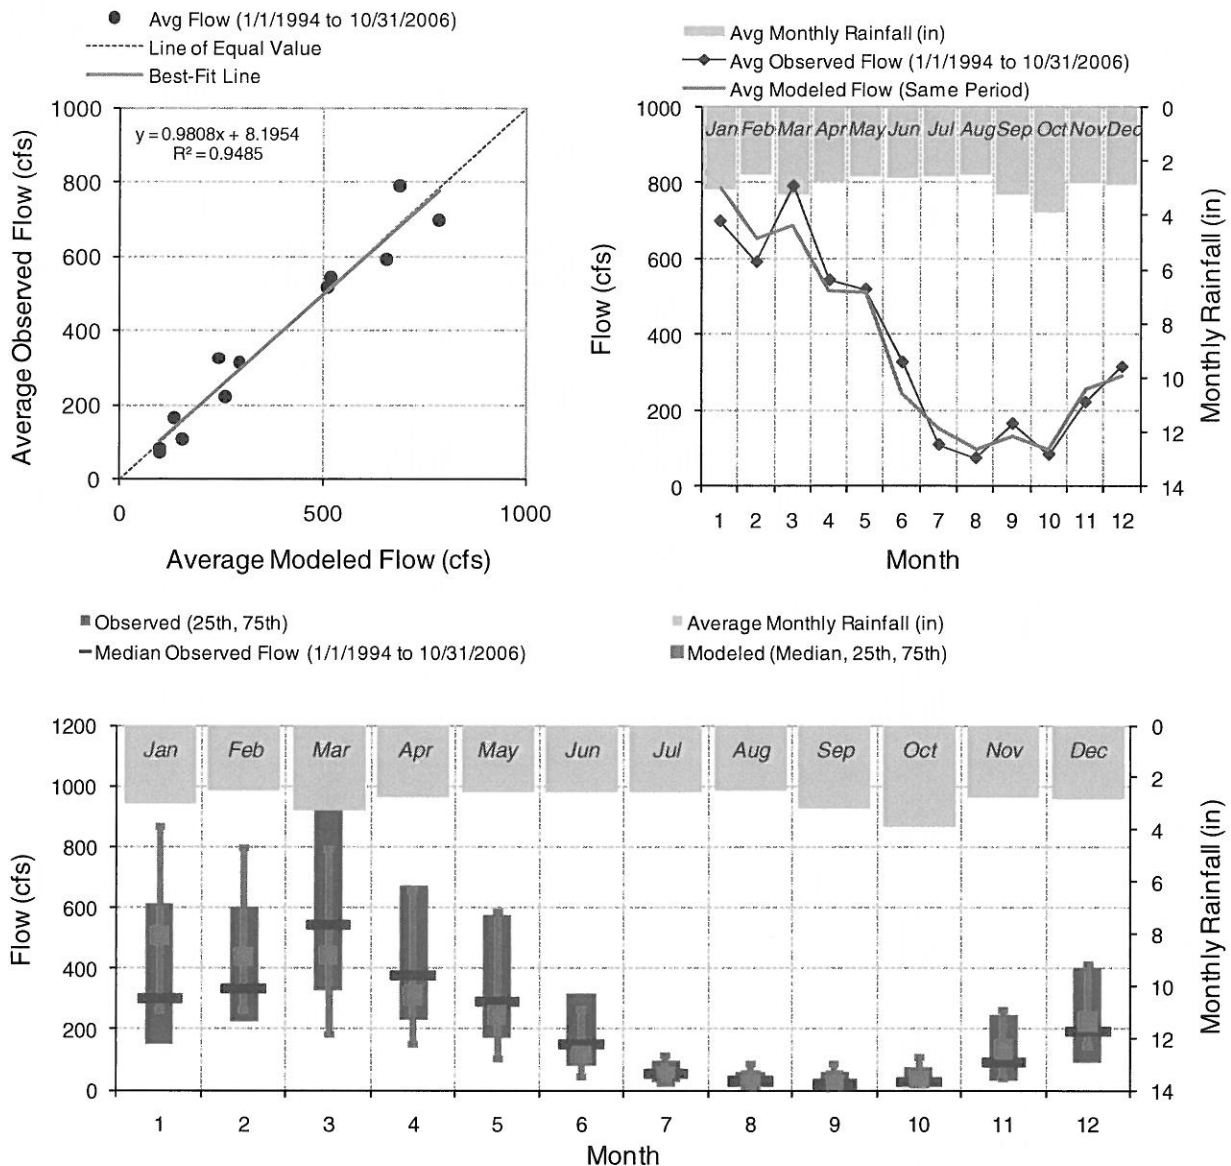 Avg Flow (1/1/1994 to 10/31/2006)
Line of Equal Value
Best-Fit Line
y = 0.9808x + 8.1954
R² = 0.9485
1000
800
600
400
200
0
Average Observed Flow (cfs)
0 500 1000
Average Modeled Flow (cfs)
Avg Monthly Rainfall (in)
Avg Observed Flow (1/1/1994 to 10/31/2006)
Avg Modeled Flow (Same Period)
Jan Feb Mar Apr May Jun Jul Aug Sep Oct Nov Dec
1000
800
600
400
200
0
Flow (cfs)
0
2
4
6
8
10
12
14
Monthly Rainfall (in)
1 2 3 4 5 6 7 8 9 10 11 12
Month
Observed (25th, 75th)
Median Observed Flow (1/1/1994 to 10/31/2006)
Average Monthly Rainfall (in)
Modeled (Median, 25th, 75th)
Jan Feb Mar Apr May Jun Jul Aug Sep Oct Nov Dec
1200
1000
800
600
400
200
0
Flow (cfs)
0
2
4
6
8
10
12
14
Monthly Rainfall (in)
1 2 3 4 5 6 7 8 9 10 11 12
Month